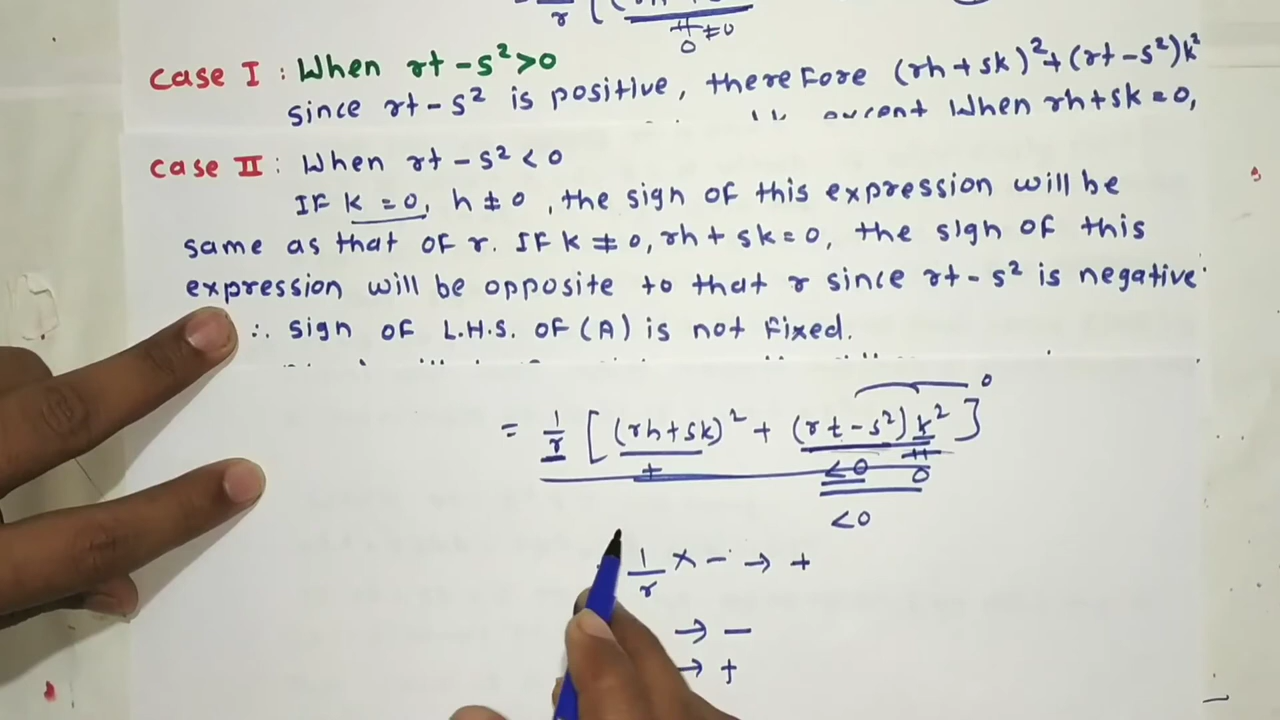 Case I : When rt - s² > 0
since rt - s² is positive, therefore (rh + sk)² + (rt - s²)k²
except when rh + sk = 0,
Case II : When rt - s² < 0
If k = 0, h ≠ 0, the sign of this expression will be
same as that of r. If k ≠ 0, rh + sk = 0, the sign of this
expression will be opposite to that r since rt - s² is negative
∴ sign of L.H.S. of (A) is not fixed.
= 1/r [(rh + sk)² + (rt - s²) k²]
+ <0
<0
1/r × - → +
→ -
→ +